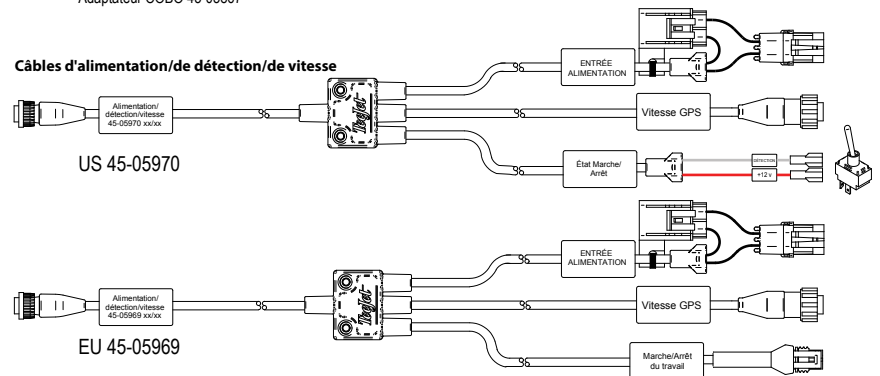 Câbles d'alimentation/de détection/de vitesse
ENTRÉE
ALIMENTATION
Alimentation/
détection/vitesse
45-05970 xx/xx
TeeJet
Vitesse GPS
US 45-05970
État Marche/
Arrêt
DÉTECTION
+12 v
ENTRÉE
ALIMENTATION
Alimentation/
détection/vitesse
45-05969 xx/xx
TeeJet
Vitesse GPS
EU 45-05969
Marche/Arrêt
du travail